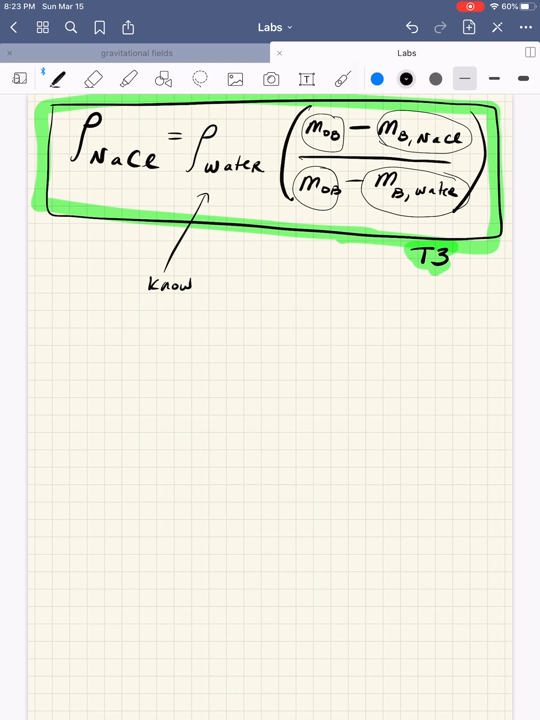 8:23 PM Sun Mar 15 60%
Labs
gravitational fields
Labs
T
ρNaCl = ρwater (mOB − mB, NaCl / mOB − mB, water)
T3
Know